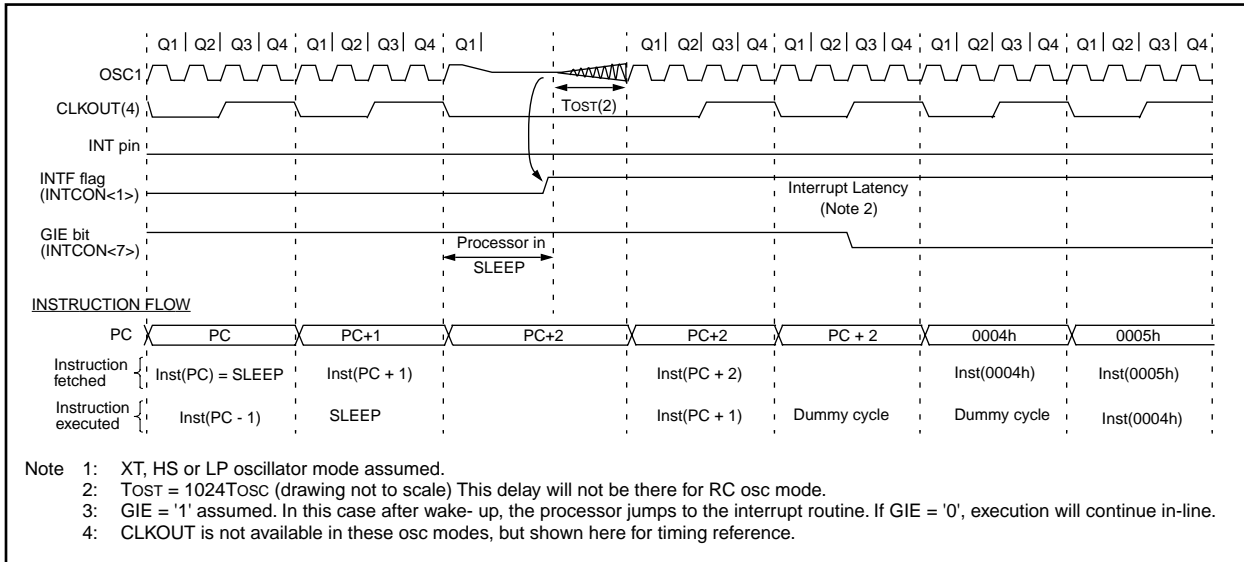 Q1 Q2 Q3 Q4 Q1 Q2 Q3 Q4 Q1 Q1 Q2 Q3 Q4 Q1 Q2 Q3 Q4 Q1 Q2 Q3 Q4 Q1 Q2 Q3 Q4
OSC1
TOST(2)
CLKOUT(4)
INT pin
INTF flag
(INTCON<1>)
Interrupt Latency
(Note 2)
GIE bit
(INTCON<7>)
Processor in
SLEEP
INSTRUCTION FLOW
PC PC PC+1 PC+2 PC+2 PC + 2 0004h 0005h
Instruction
fetched
Inst(PC) = SLEEP Inst(PC + 1) Inst(PC + 2) Inst(0004h) Inst(0005h)
Instruction
executed
Inst(PC - 1) SLEEP Inst(PC + 1) Dummy cycle Dummy cycle Inst(0004h)
Note 1: XT, HS or LP oscillator mode assumed.
2: TOST = 1024TOSC (drawing not to scale) This delay will not be there for RC osc mode.
3: GIE = '1' assumed. In this case after wake- up, the processor jumps to the interrupt routine. If GIE = '0', execution will continue in-line.
4: CLKOUT is not available in these osc modes, but shown here for timing reference.